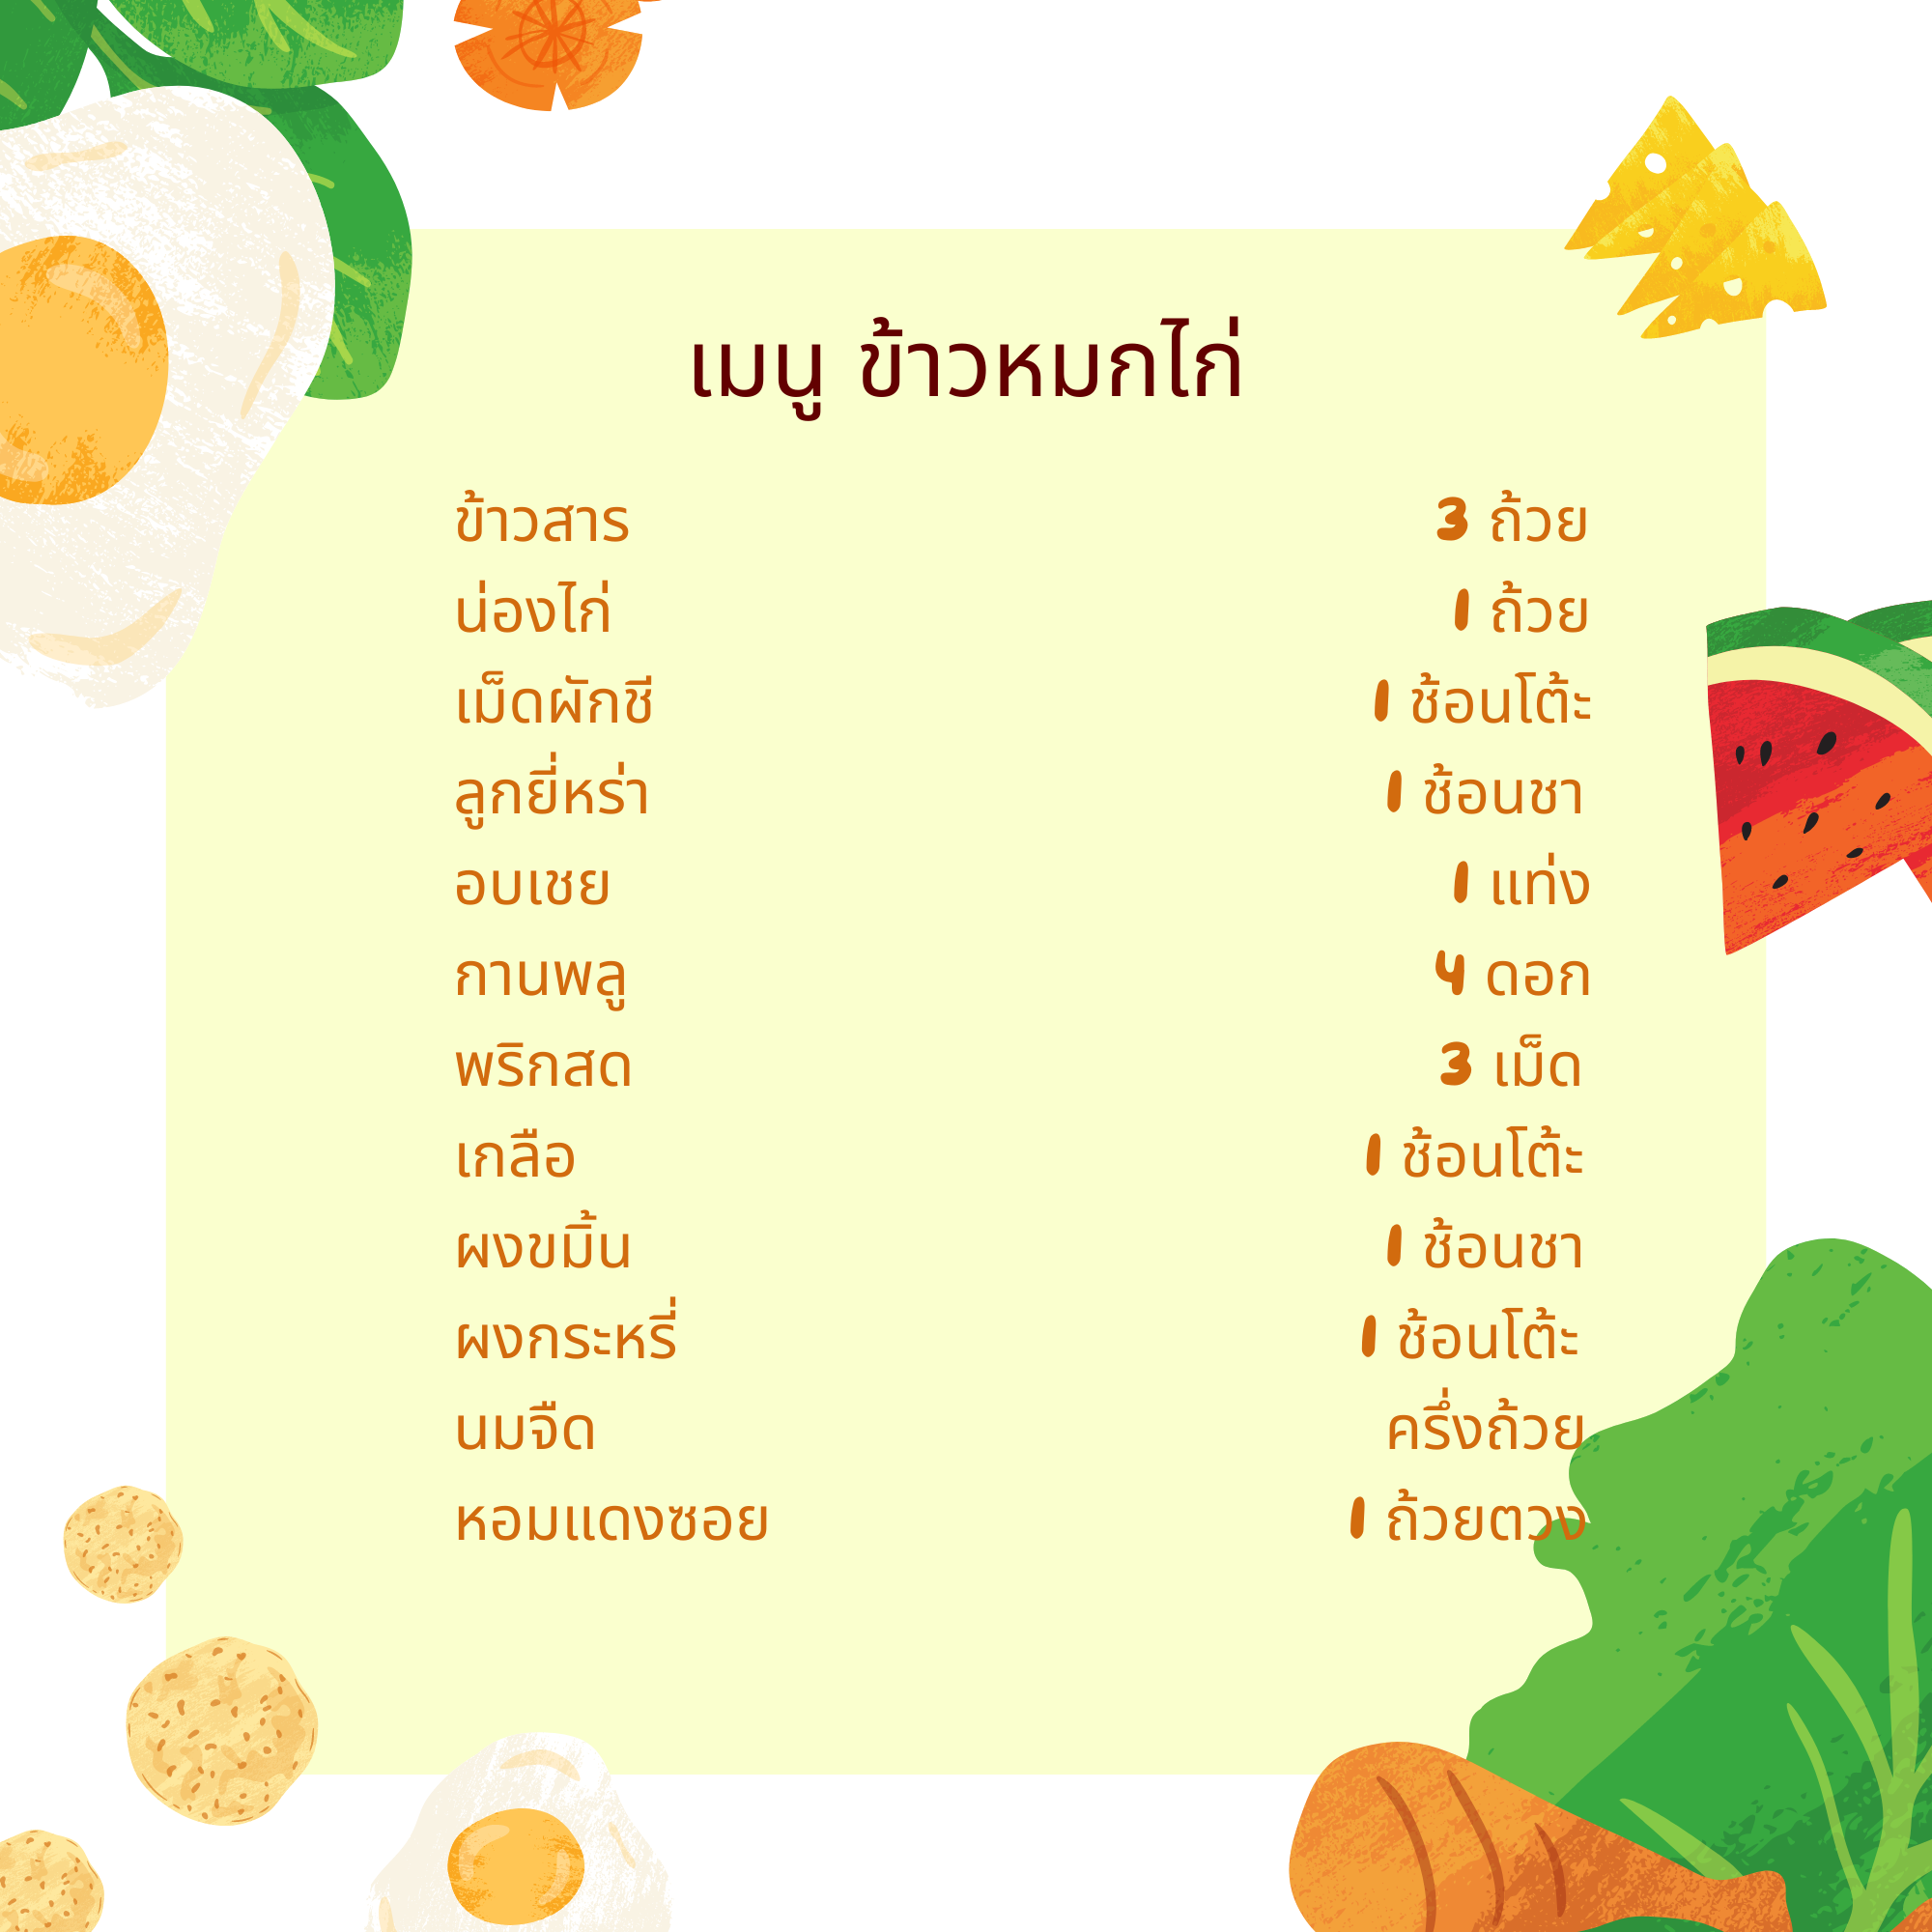 เมนู ข้าวหมกไก่
ข้าวสาร 3 ถ้วย
น่องไก่ 1 ถ้วย
เม็ดผักชี 1 ช้อนโต้ะ
ลูกยี่หร่า 1 ช้อนชา
อบเชย 1 แท่ง
กานพลู 4 ดอก
พริกสด 3 เม็ด
เกลือ 1 ช้อนโต้ะ
ผงขมิ้น 1 ช้อนชา
ผงกระหรี่ 1 ช้อนโต้ะ
นมจืด ครึ่งถ้วย
หอมแดงซอย 1 ถ้วยตวง